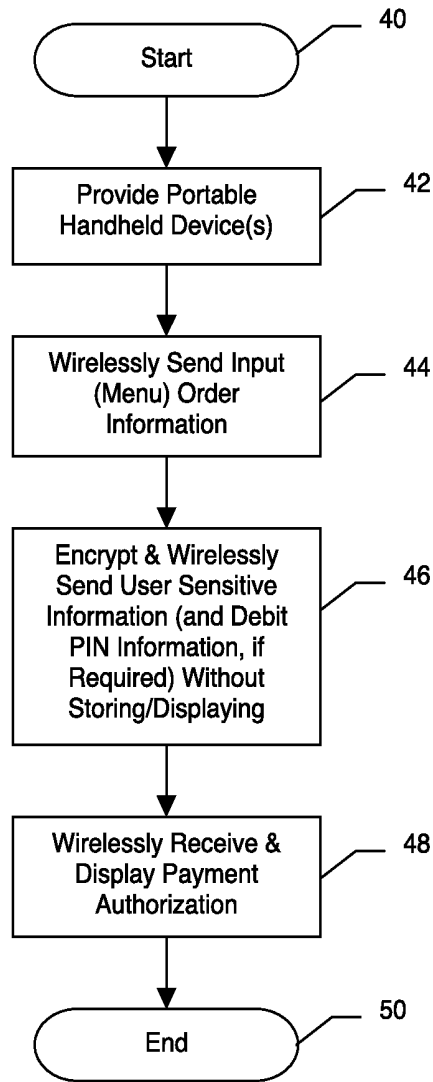 40
Start
42
Provide Portable
Handheld Device(s)
44
Wirelessly Send Input
(Menu) Order
Information
46
Encrypt & Wirelessly
Send User Sensitive
Information (and Debit
PIN Information, if
Required) Without
Storing/Displaying
48
Wirelessly Receive &
Display Payment
Authorization
50
End